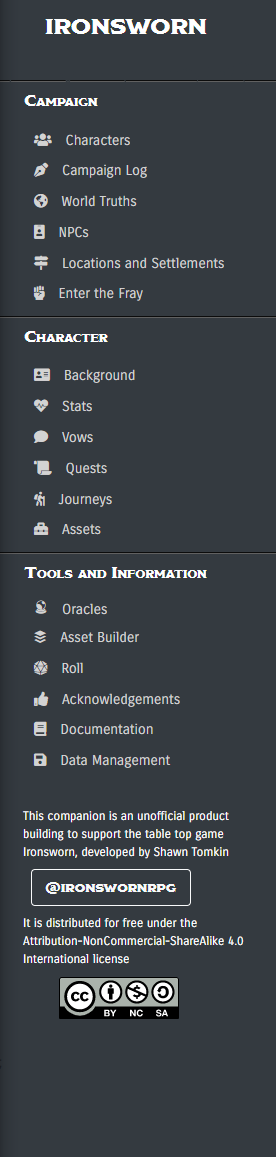 IRONSWORN
Campaign
Characters
Campaign Log
World Truths
NPCs
Locations and Settlements
Enter the Fray
Character
Background
Stats
Vows
Quests
Journeys
Assets
Tools and Information
Oracles
Asset Builder
Roll
Acknowledgements
Documentation
Data Management
This companion is an unofficial product
building to support the table top game
Ironsworn, developed by Shawn Tomkin
@IRONSWORNRPG
It is distributed for free under the
Attribution-NonCommercial-ShareAlike 4.0
International license
CC BY NC SA